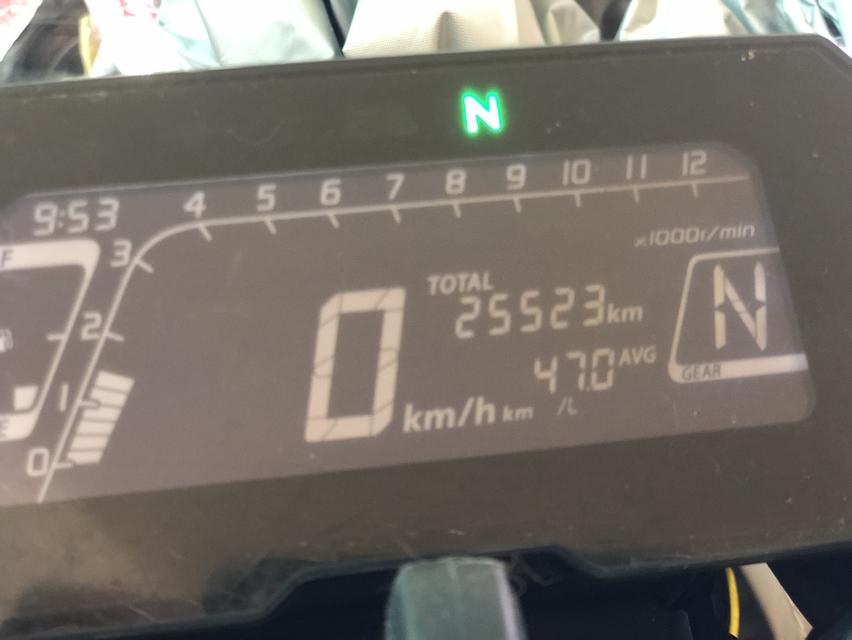 N
9:53
4 5 6 7 8 9 10 11 12
x1000r/min
F
3
TOTAL
25523km
N
2
47.0 AVG
GEAR
1
0 km/h km/L
E
0